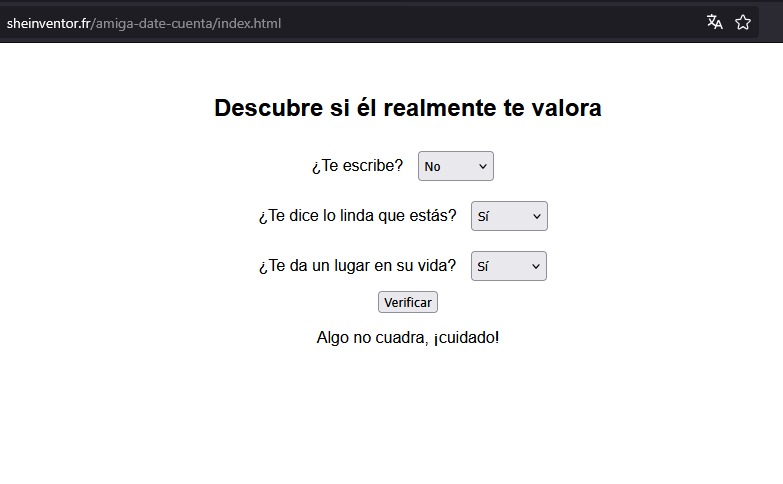 sheinventor.fr/amiga-date-cuenta/index.html
Descubre si él realmente te valora
¿Te escribe? No
¿Te dice lo linda que estás? Sí
¿Te da un lugar en su vida? Sí
Verificar
Algo no cuadra, ¡cuidado!